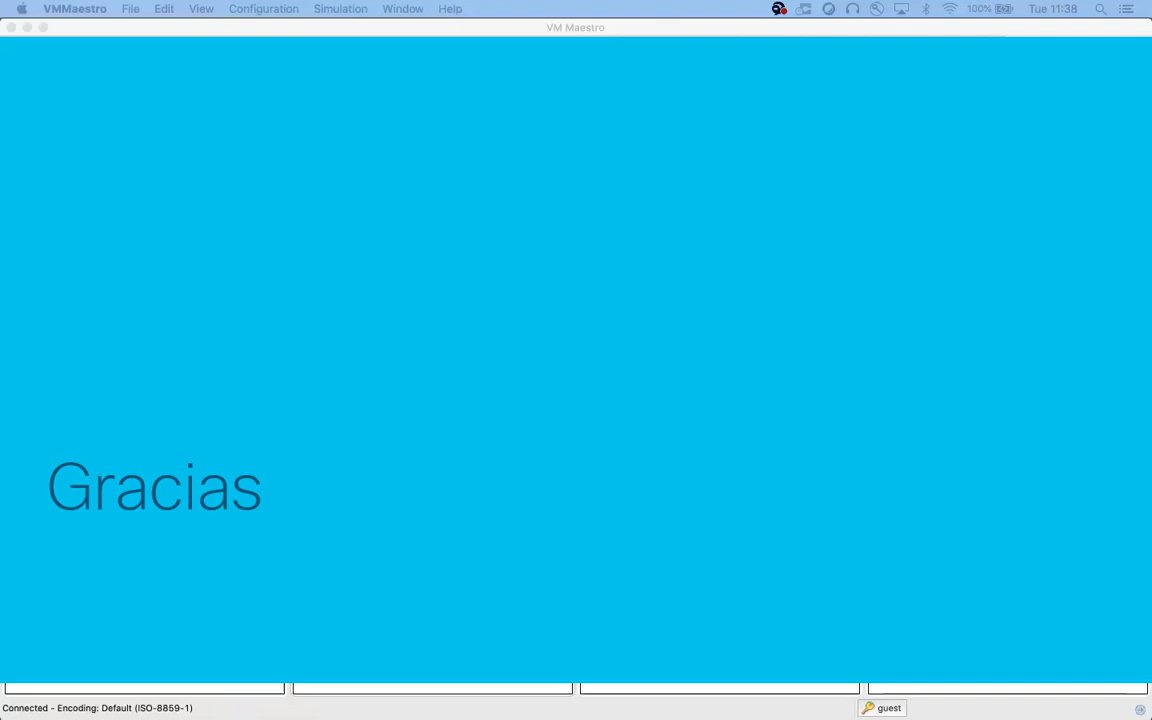 VMMaestro File Edit View Configuration Simulation Window Help 100% Tue 11:38
VM Maestro
Gracias
Connected - Encoding: Default (ISO-8859-1) guest